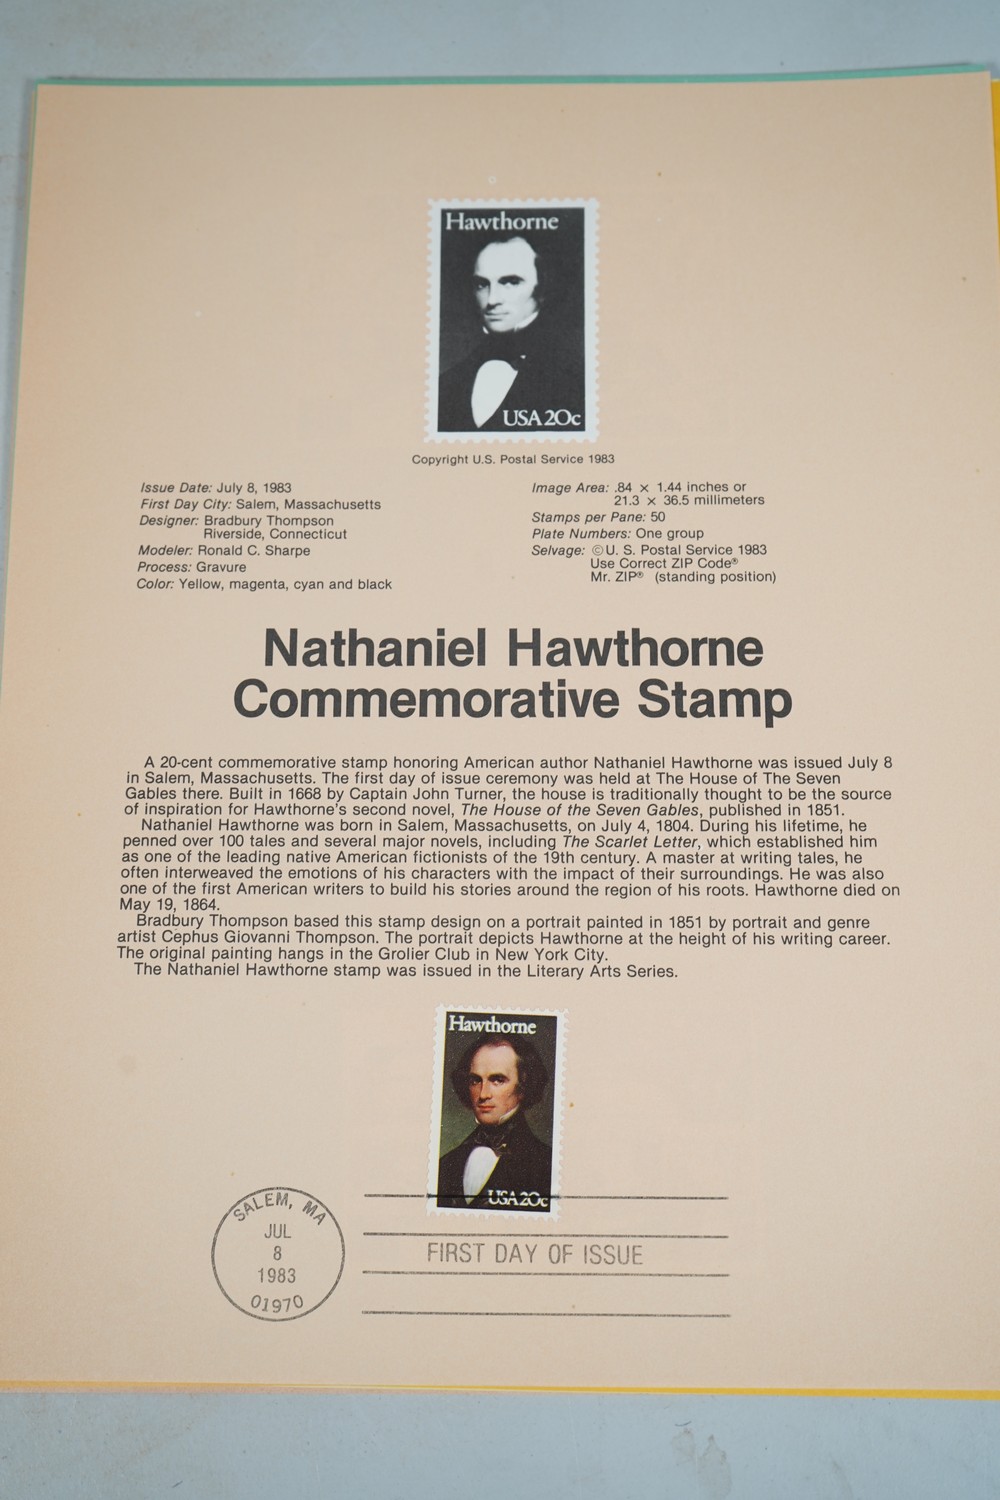 Hawthorne
USA 20c
Copyright U.S. Postal Service 1983
Issue Date: July 8, 1983
First Day City: Salem, Massachusetts
Designer: Bradbury Thompson
Riverside, Connecticut
Modeler: Ronald C. Sharpe
Process: Gravure
Color: Yellow, magenta, cyan and black
Image Area: .84 × 1.44 inches or
21.3 × 36.5 millimeters
Stamps per Pane: 50
Plate Numbers: One group
Selvage: © U. S. Postal Service 1983
Use Correct ZIP Code®
Mr. ZIP® (standing position)
Nathaniel Hawthorne
Commemorative Stamp
A 20-cent commemorative stamp honoring American author Nathaniel Hawthorne was issued July 8
in Salem, Massachusetts. The first day of issue ceremony was held at The House of The Seven
Gables there. Built in 1668 by Captain John Turner, the house is traditionally thought to be the source
of inspiration for Hawthorne's second novel, The House of the Seven Gables, published in 1851.
Nathaniel Hawthorne was born in Salem, Massachusetts, on July 4, 1804. During his lifetime, he
penned over 100 tales and several major novels, including The Scarlet Letter, which established him
as one of the leading native American fictionists of the 19th century. A master at writing tales, he
often interweaved the emotions of his characters with the impact of their surroundings. He was also
one of the first American writers to build his stories around the region of his roots. Hawthorne died on
May 19, 1864.
Bradbury Thompson based this stamp design on a portrait painted in 1851 by portrait and genre
artist Cephus Giovanni Thompson. The portrait depicts Hawthorne at the height of his writing career.
The original painting hangs in the Grolier Club in New York City.
The Nathaniel Hawthorne stamp was issued in the Literary Arts Series.
Hawthorne
USA 20c
SALEM, MA
JUL
8
1983
01970
FIRST DAY OF ISSUE